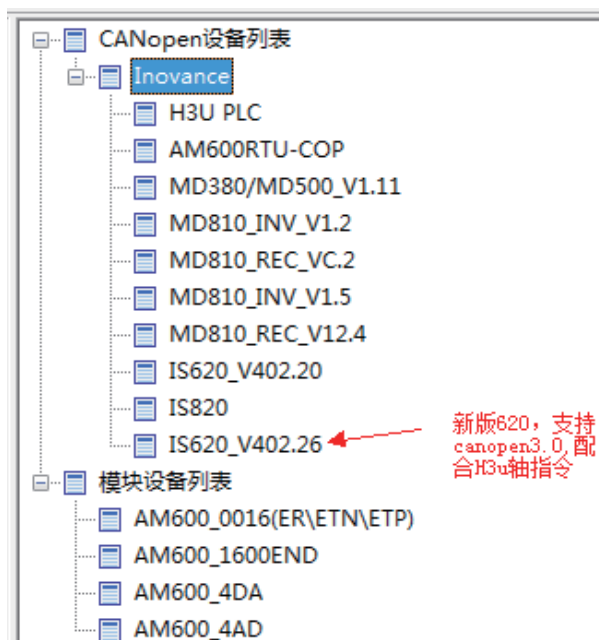 CANopen设备列表
Inovance
H3U PLC
AM600RTU-COP
MD380/MD500_V1.11
MD810_INV_V1.2
MD810_REC_VC.2
MD810_INV_V1.5
MD810_REC_V12.4
IS620_V402.20
IS820
IS620_V402.26
新版620，支持
canopen3.0,配
合H3u轴指令
模块设备列表
AM600_0016(ER\ETN\ETP)
AM600_1600END
AM600_4DA
AM600_4AD